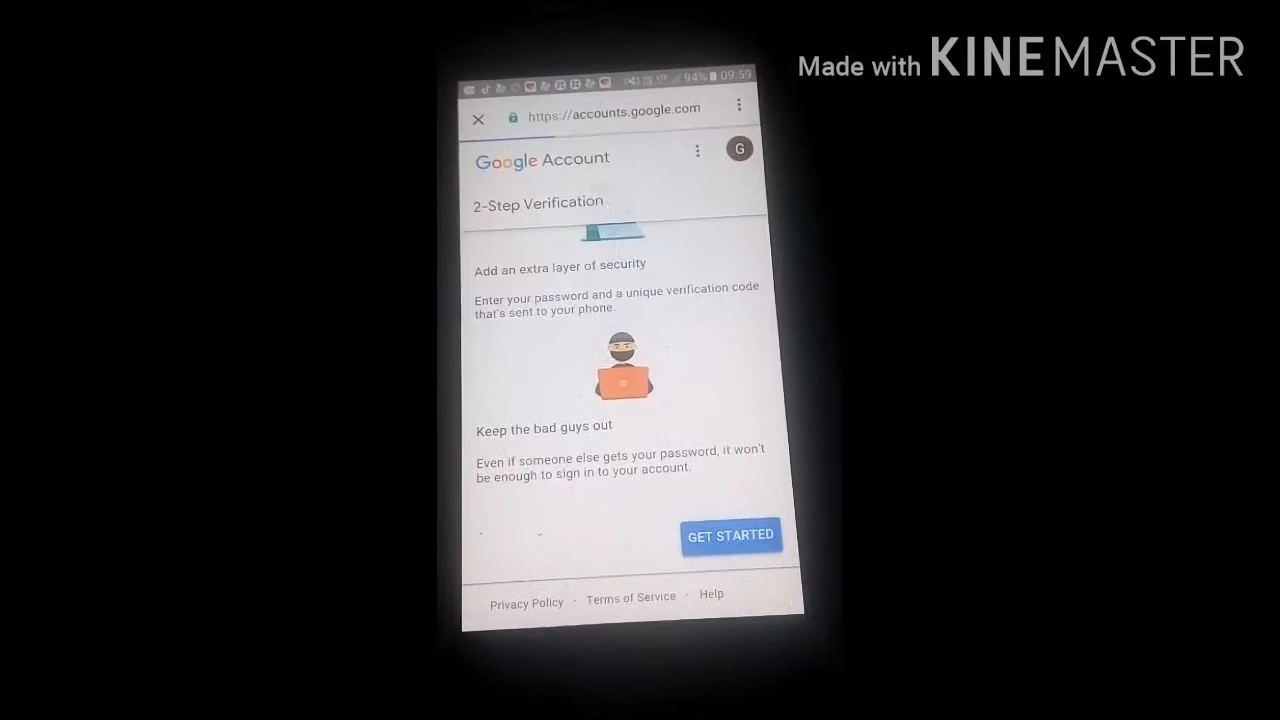 Made with KINEMASTER
94% 09:59
https://accounts.google.com
Google Account
G
2-Step Verification
Add an extra layer of security
Enter your password and a unique verification code
that's sent to your phone.
Keep the bad guys out
Even if someone else gets your password, it won't
be enough to sign in to your account.
GET STARTED
Privacy Policy · Terms of Service · Help